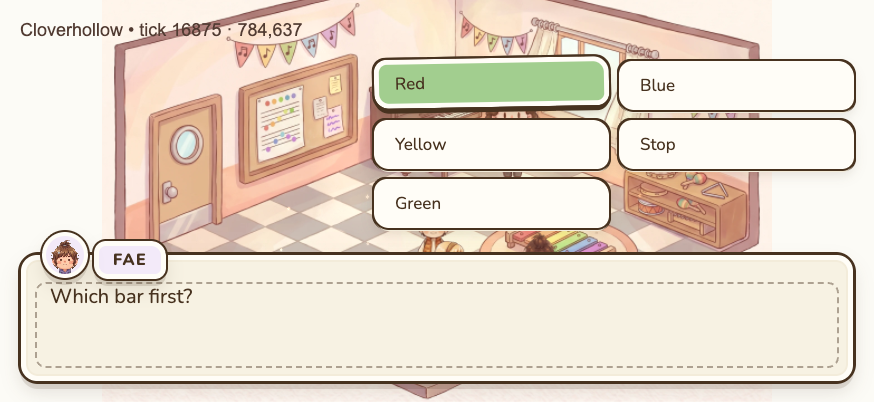 Cloverhollow • tick 16875 · 784,637
Red
Blue
Yellow
Stop
Green
FAE
Which bar first?